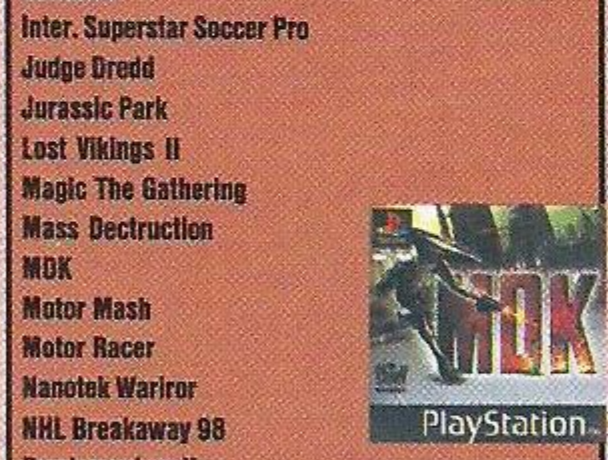 Inter. Superstar Soccer Pro
Judge Dredd
Jurassic Park
Lost Vikings II
Magic The Gathering
Mass Dectruction
MDK
Motor Mash
Motor Racer
Nanotek Wariror
NHL Breakaway 98
MDK
PlayStation